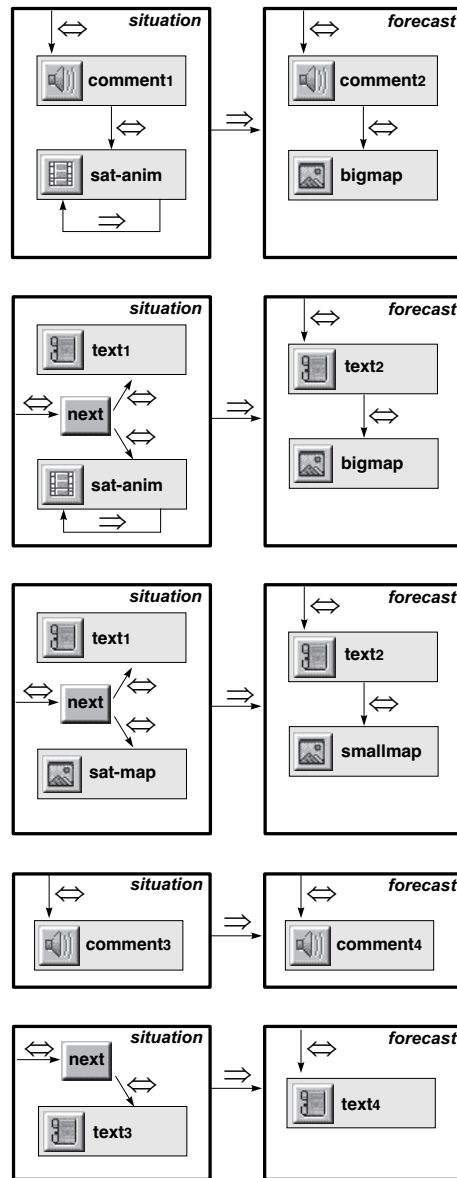 situation
⇔
comment1
⇔
sat-anim
⇒
⇒
forecast
⇔
comment2
⇔
bigmap
situation
text1
⇔
next
⇔
⇔
sat-anim
⇒
⇒
forecast
⇔
text2
⇔
bigmap
situation
text1
⇔
next
⇔
⇔
sat-map
⇒
forecast
⇔
text2
⇔
smallmap
situation
⇔
comment3
⇒
forecast
⇔
comment4
situation
⇔
next
⇔
text3
⇒
forecast
⇔
text4